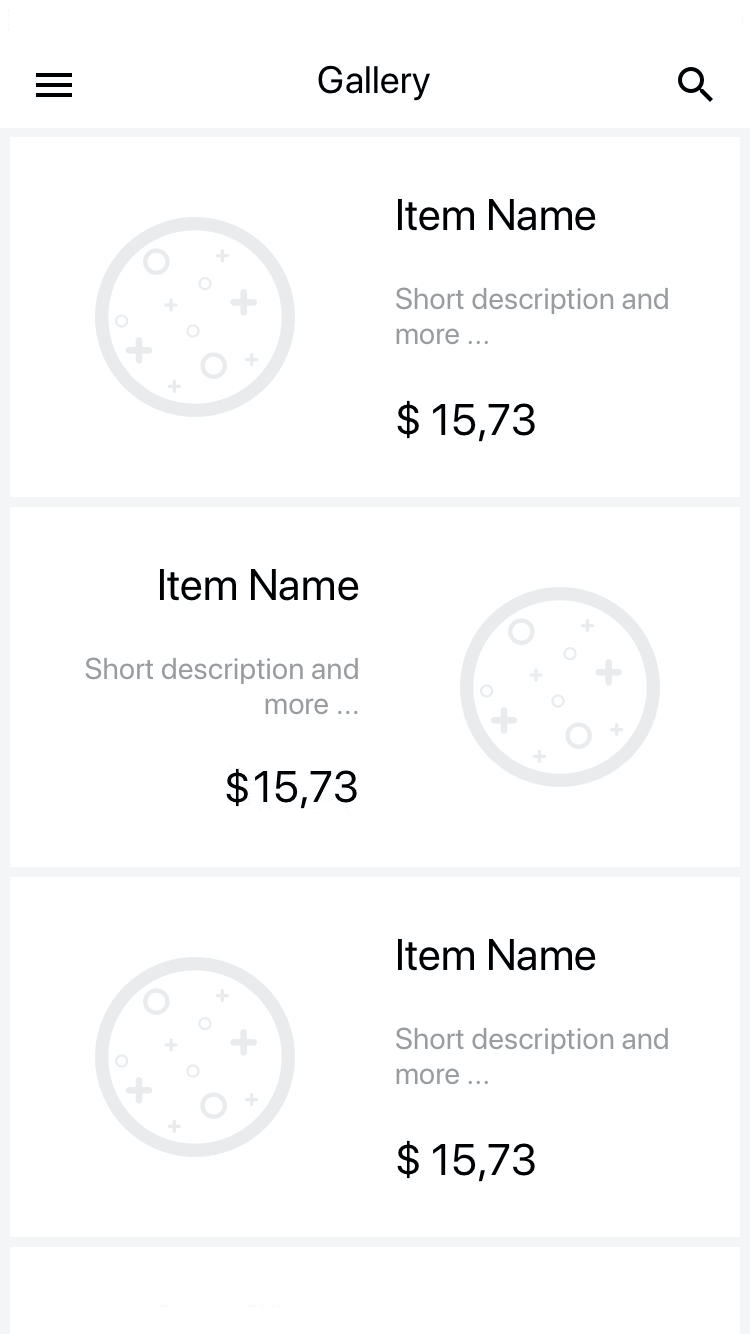 Gallery
Item Name
Short description and
more ...
$ 15,73
Item Name
Short description and
more ...
$15,73
Item Name
Short description and
more ...
$ 15,73